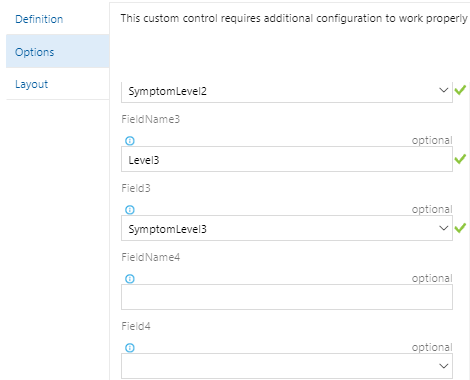 Definition
Options
Layout
This custom control requires additional configuration to work properly
SymptomLevel2
FieldName3
optional
Level3
Field3
optional
SymptomLevel3
FieldName4
optional
Field4
optional